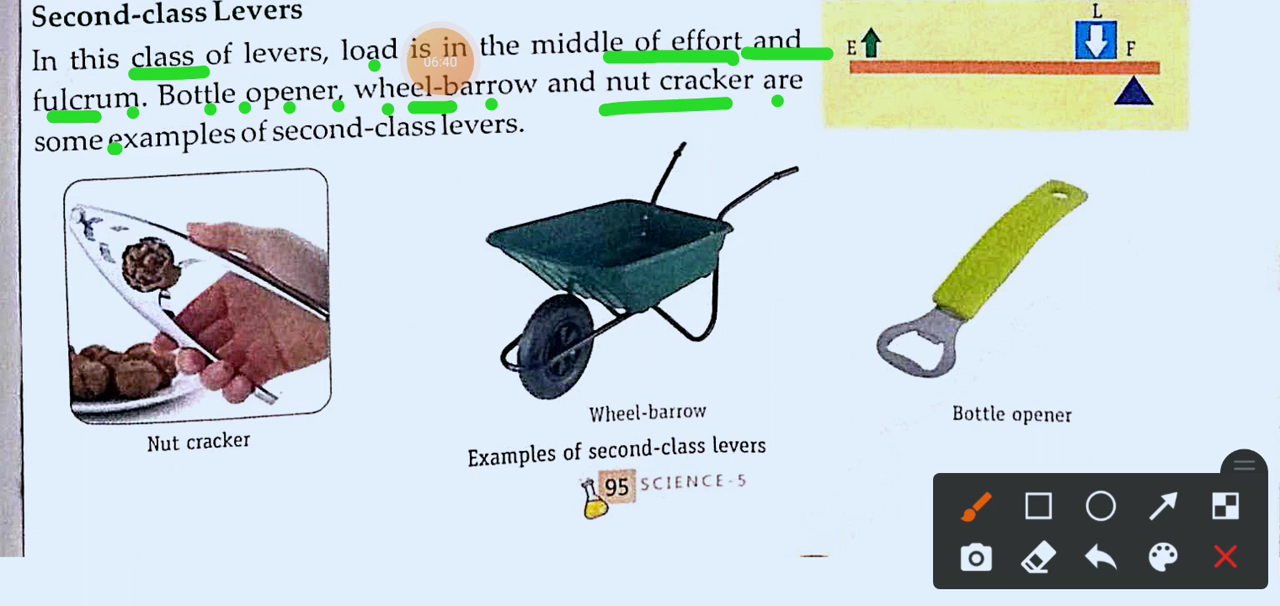 Second-class Levers
In this class of levers, load is in the middle of effort and
fulcrum. Bottle opener, wheel-barrow and nut cracker are
some examples of second-class levers.
06:40
E
L
F
Nut cracker
Wheel-barrow
Bottle opener
Examples of second-class levers
95 SCIENCE-5